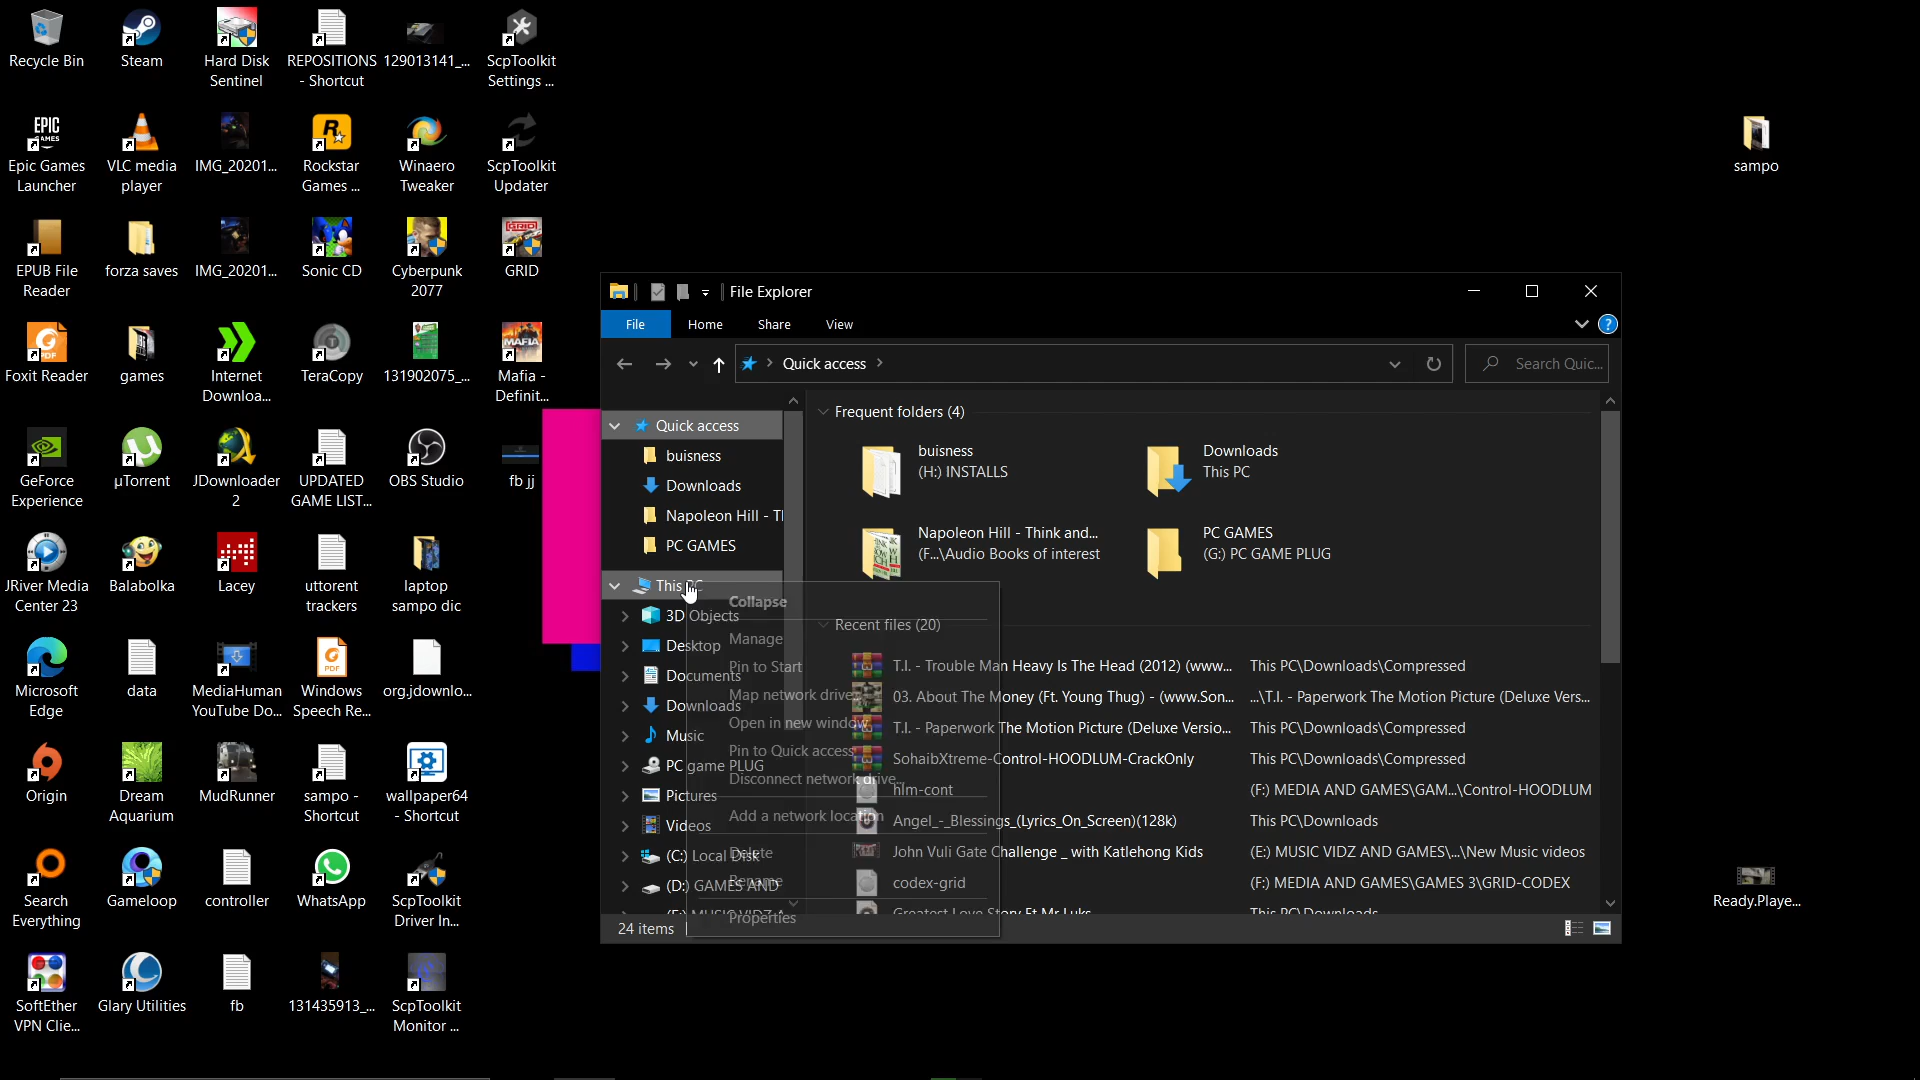 Recycle Bin
Steam
Hard Disk
Sentinel
REPOSITIONS
- Shortcut
129013141_...
ScpToolkit
Settings ...
Epic Games
Launcher
VLC media
player
IMG_20201...
Rockstar
Games ...
Winaero
Tweaker
ScpToolkit
Updater
EPUB File
Reader
forza saves
IMG_20201...
Sonic CD
Cyberpunk
2077
GRID
Foxit Reader
games
Internet
Downloa...
TeraCopy
131902075_...
Mafia -
Definit...
GeForce
Experience
µTorrent
JDownloader
2
UPDATED
GAME LIST...
OBS Studio
fb jj
JRiver Media
Center 23
Balabolka
Lacey
uttorent
trackers
laptop
sampo dic
Microsoft
Edge
data
MediaHuman
YouTube Do...
Windows
Speech Re...
org.jdownlo...
Origin
Dream
Aquarium
MudRunner
sampo -
Shortcut
wallpaper64
- Shortcut
Search
Everything
Gameloop
controller
WhatsApp
ScpToolkit
Driver In...
SoftEther
VPN Clie...
Glary Utilities
fb
131435913_...
ScpToolkit
Monitor ...
sampo
Ready.Playe...
File Explorer
File Home Share View
Quick access
Search Quic...
Quick access
buisness
Downloads
Napoleon Hill - Tl
PC GAMES
This PC
3D Objects
Desktop
Documents
Downloads
Music
PC game PLUG
Pictures
Videos
(C:) Local Disk
(D:) GAMES AND
24 items
Collapse
Manage
Pin to Start
Map network drive...
Open in new window
Pin to Quick access
Disconnect network drive...
Add a network location
Delete
Rename
Properties
Frequent folders (4)
buisness
(H:) INSTALLS
Downloads
This PC
Napoleon Hill - Think and...
(F...\Audio Books of interest
PC GAMES
(G:) PC GAME PLUG
Recent files (20)
T.I. - Trouble Man Heavy Is The Head (2012) (www... This PC\Downloads\Compressed
03. About The Money (Ft. Young Thug) - (www.Son... ...\T.I. - Paperwork The Motion Picture (Deluxe Vers...
T.I. - Paperwork The Motion Picture (Deluxe Versio... This PC\Downloads\Compressed
SohaibXtreme-Control-HOODLUM-CrackOnly This PC\Downloads\Compressed
hlm-cont (F:) MEDIA AND GAMES\GAM...\Control-HOODLUM
Angel_-_Blessings_(Lyrics_On_Screen)(128k) This PC\Downloads
John Vuli Gate Challenge _ with Katlehong Kids (E:) MUSIC VIDZ AND GAMES\...\New Music videos
codex-grid (F:) MEDIA AND GAMES\GAMES 3\GRID-CODEX